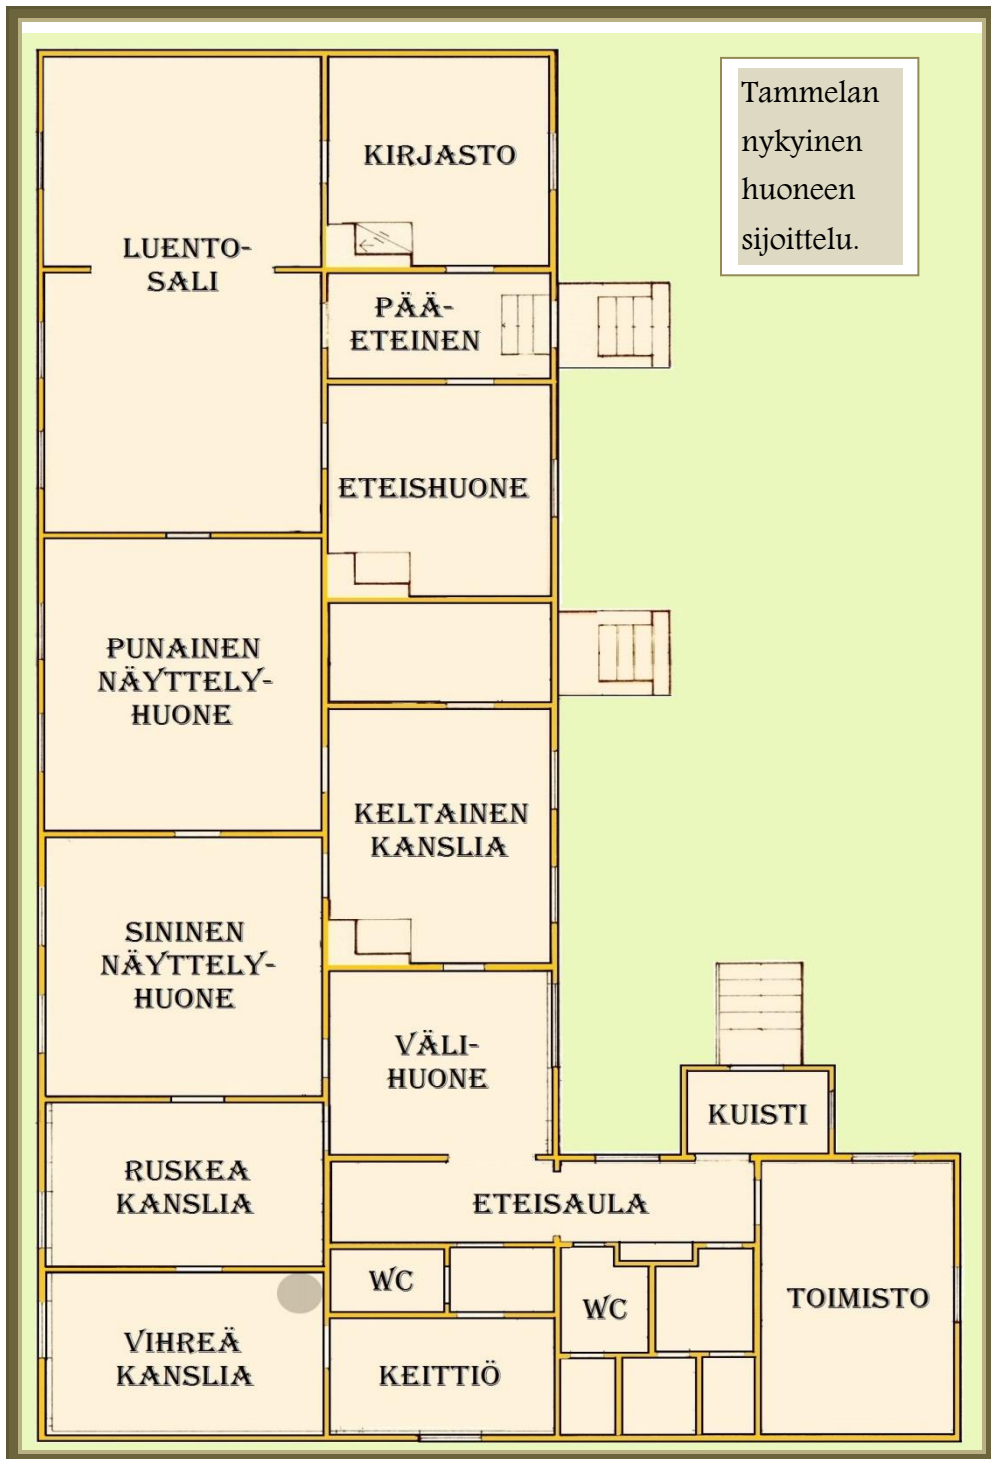 Tammelan
nykyinen
huoneen
sijoittelu.
KIRJASTO
LUENTO-
SALI
PÄÄ-
ETEINEN
ETEISHUONE
PUNAINEN
NÄYTTELY-
HUONE
KELTAINEN
KANSLIA
SININEN
NÄYTTELY-
HUONE
VÄLI-
HUONE
KUISTI
RUSKEA
KANSLIA
ETEISAULA
WC
WC
TOIMISTO
VIHREÄ
KANSLIA
KEITTIÖ